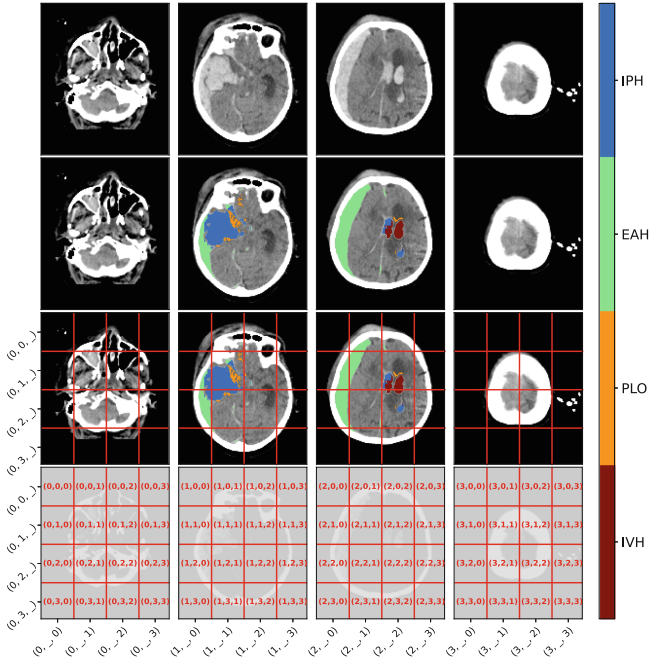 IPH
EAH
PLO
IVH
(0, 0, _)
(0, 1, _)
(0, 2, _)
(0, 3, _)
(0, 0, _)
(0, 1, _)
(0, 2, _)
(0, 3, _)
(0,0,0) (0,0,1) (0,0,2) (0,0,3) (1,0,0) (1,0,1) (1,0,2) (1,0,3) (2,0,0) (2,0,1) (2,0,2) (2,0,3) (3,0,0) (3,0,1) (3,0,2) (3,0,3)
(0,1,0) (0,1,1) (0,1,2) (0,1,3) (1,1,0) (1,1,1) (1,1,2) (1,1,3) (2,1,0) (2,1,1) (2,1,2) (2,1,3) (3,1,0) (3,1,1) (3,1,2) (3,1,3)
(0,2,0) (0,2,1) (0,2,2) (0,2,3) (1,2,0) (1,2,1) (1,2,2) (1,2,3) (2,2,0) (2,2,1) (2,2,2) (2,2,3) (3,2,0) (3,2,1) (3,2,2) (3,2,3)
(0,3,0) (0,3,1) (0,3,2) (0,3,3) (1,3,0) (1,3,1) (1,3,2) (1,3,3) (2,3,0) (2,3,1) (2,3,2) (2,3,3) (3,3,0) (3,3,1) (3,3,2) (3,3,3)
(0, _, 0) (0, _, 1) (0, _, 2) (0, _, 3) (1, _, 0) (1, _, 1) (1, _, 2) (1, _, 3) (2, _, 0) (2, _, 1) (2, _, 2) (2, _, 3) (3, _, 0) (3, _, 1) (3, _, 2) (3, _, 3)